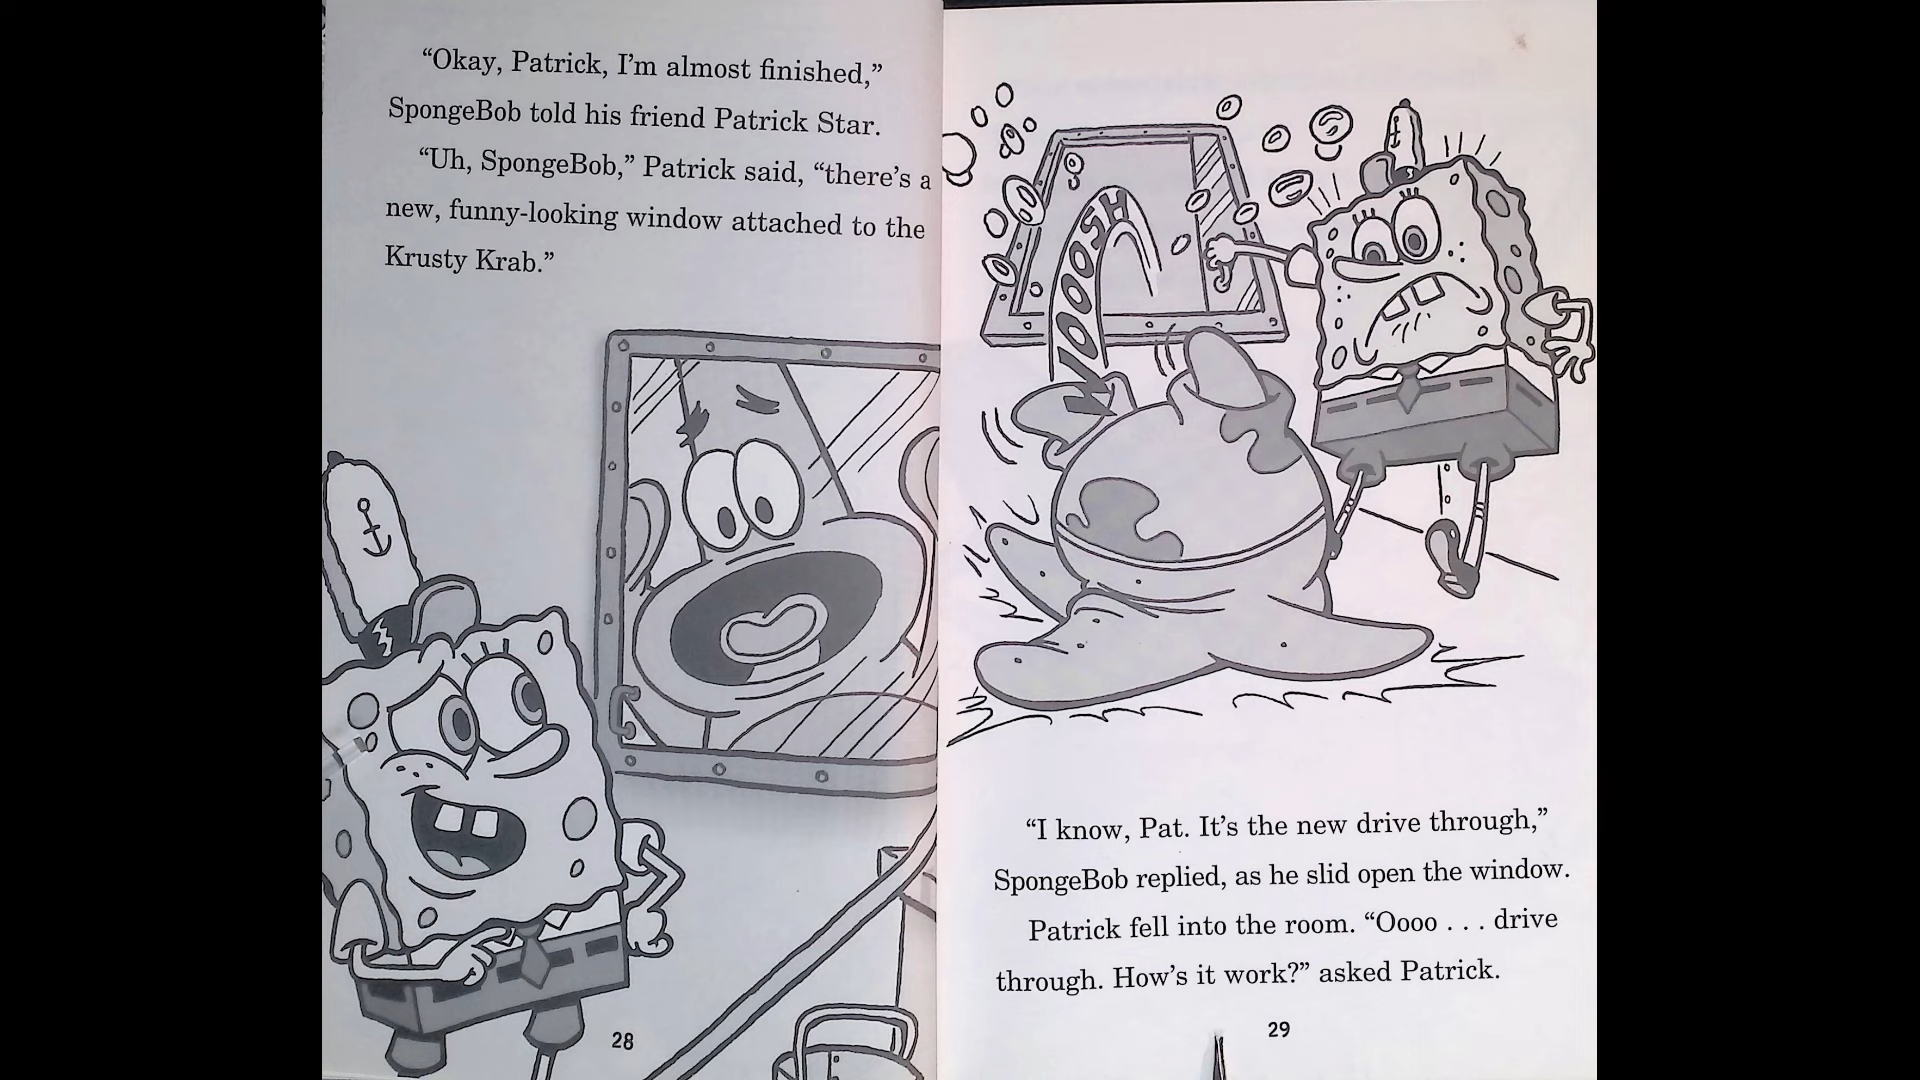 “Okay, Patrick, I’m almost finished,”
SpongeBob told his friend Patrick Star.
“Uh, SpongeBob,” Patrick said, “there’s a
new, funny-looking window attached to the
Krusty Krab.”
28
WOOOSH
“I know, Pat. It’s the new drive through,”
SpongeBob replied, as he slid open the window.
Patrick fell into the room. “Oooo . . . drive
through. How’s it work?” asked Patrick.
29